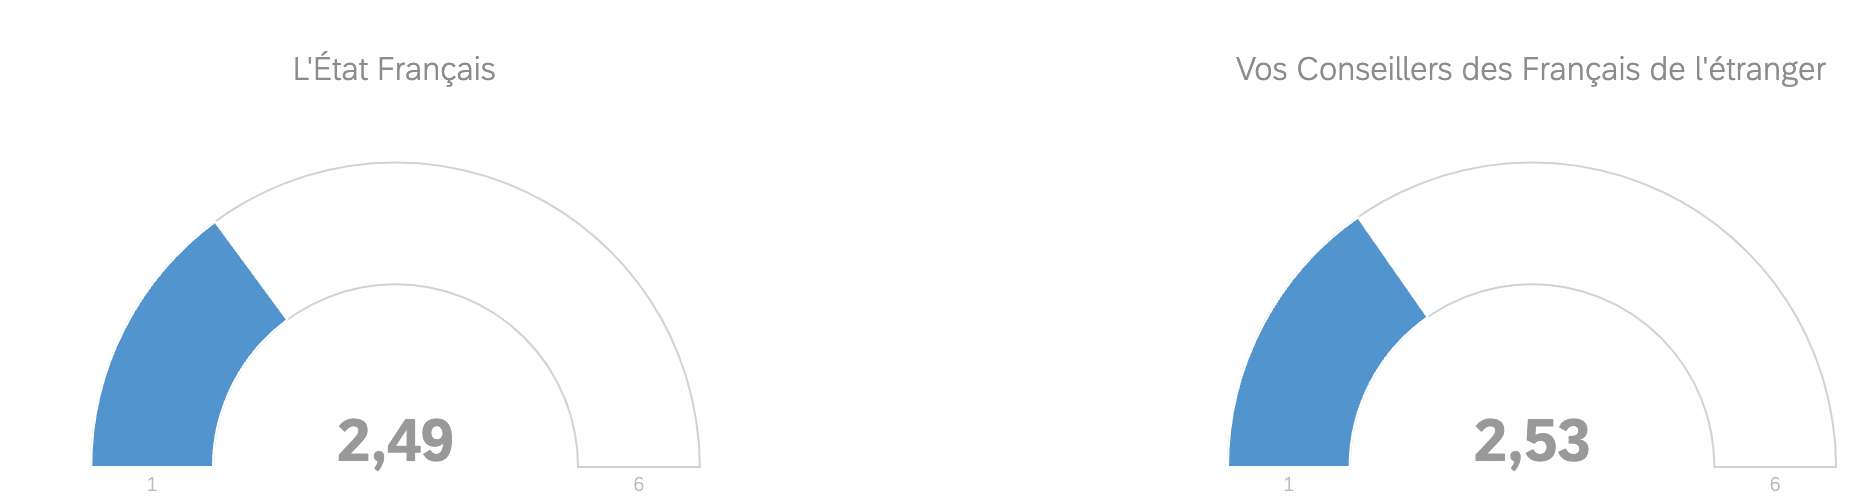 L'État Français
2,49
1 6
Vos Conseillers des Français de l'étranger
2,53
1 6